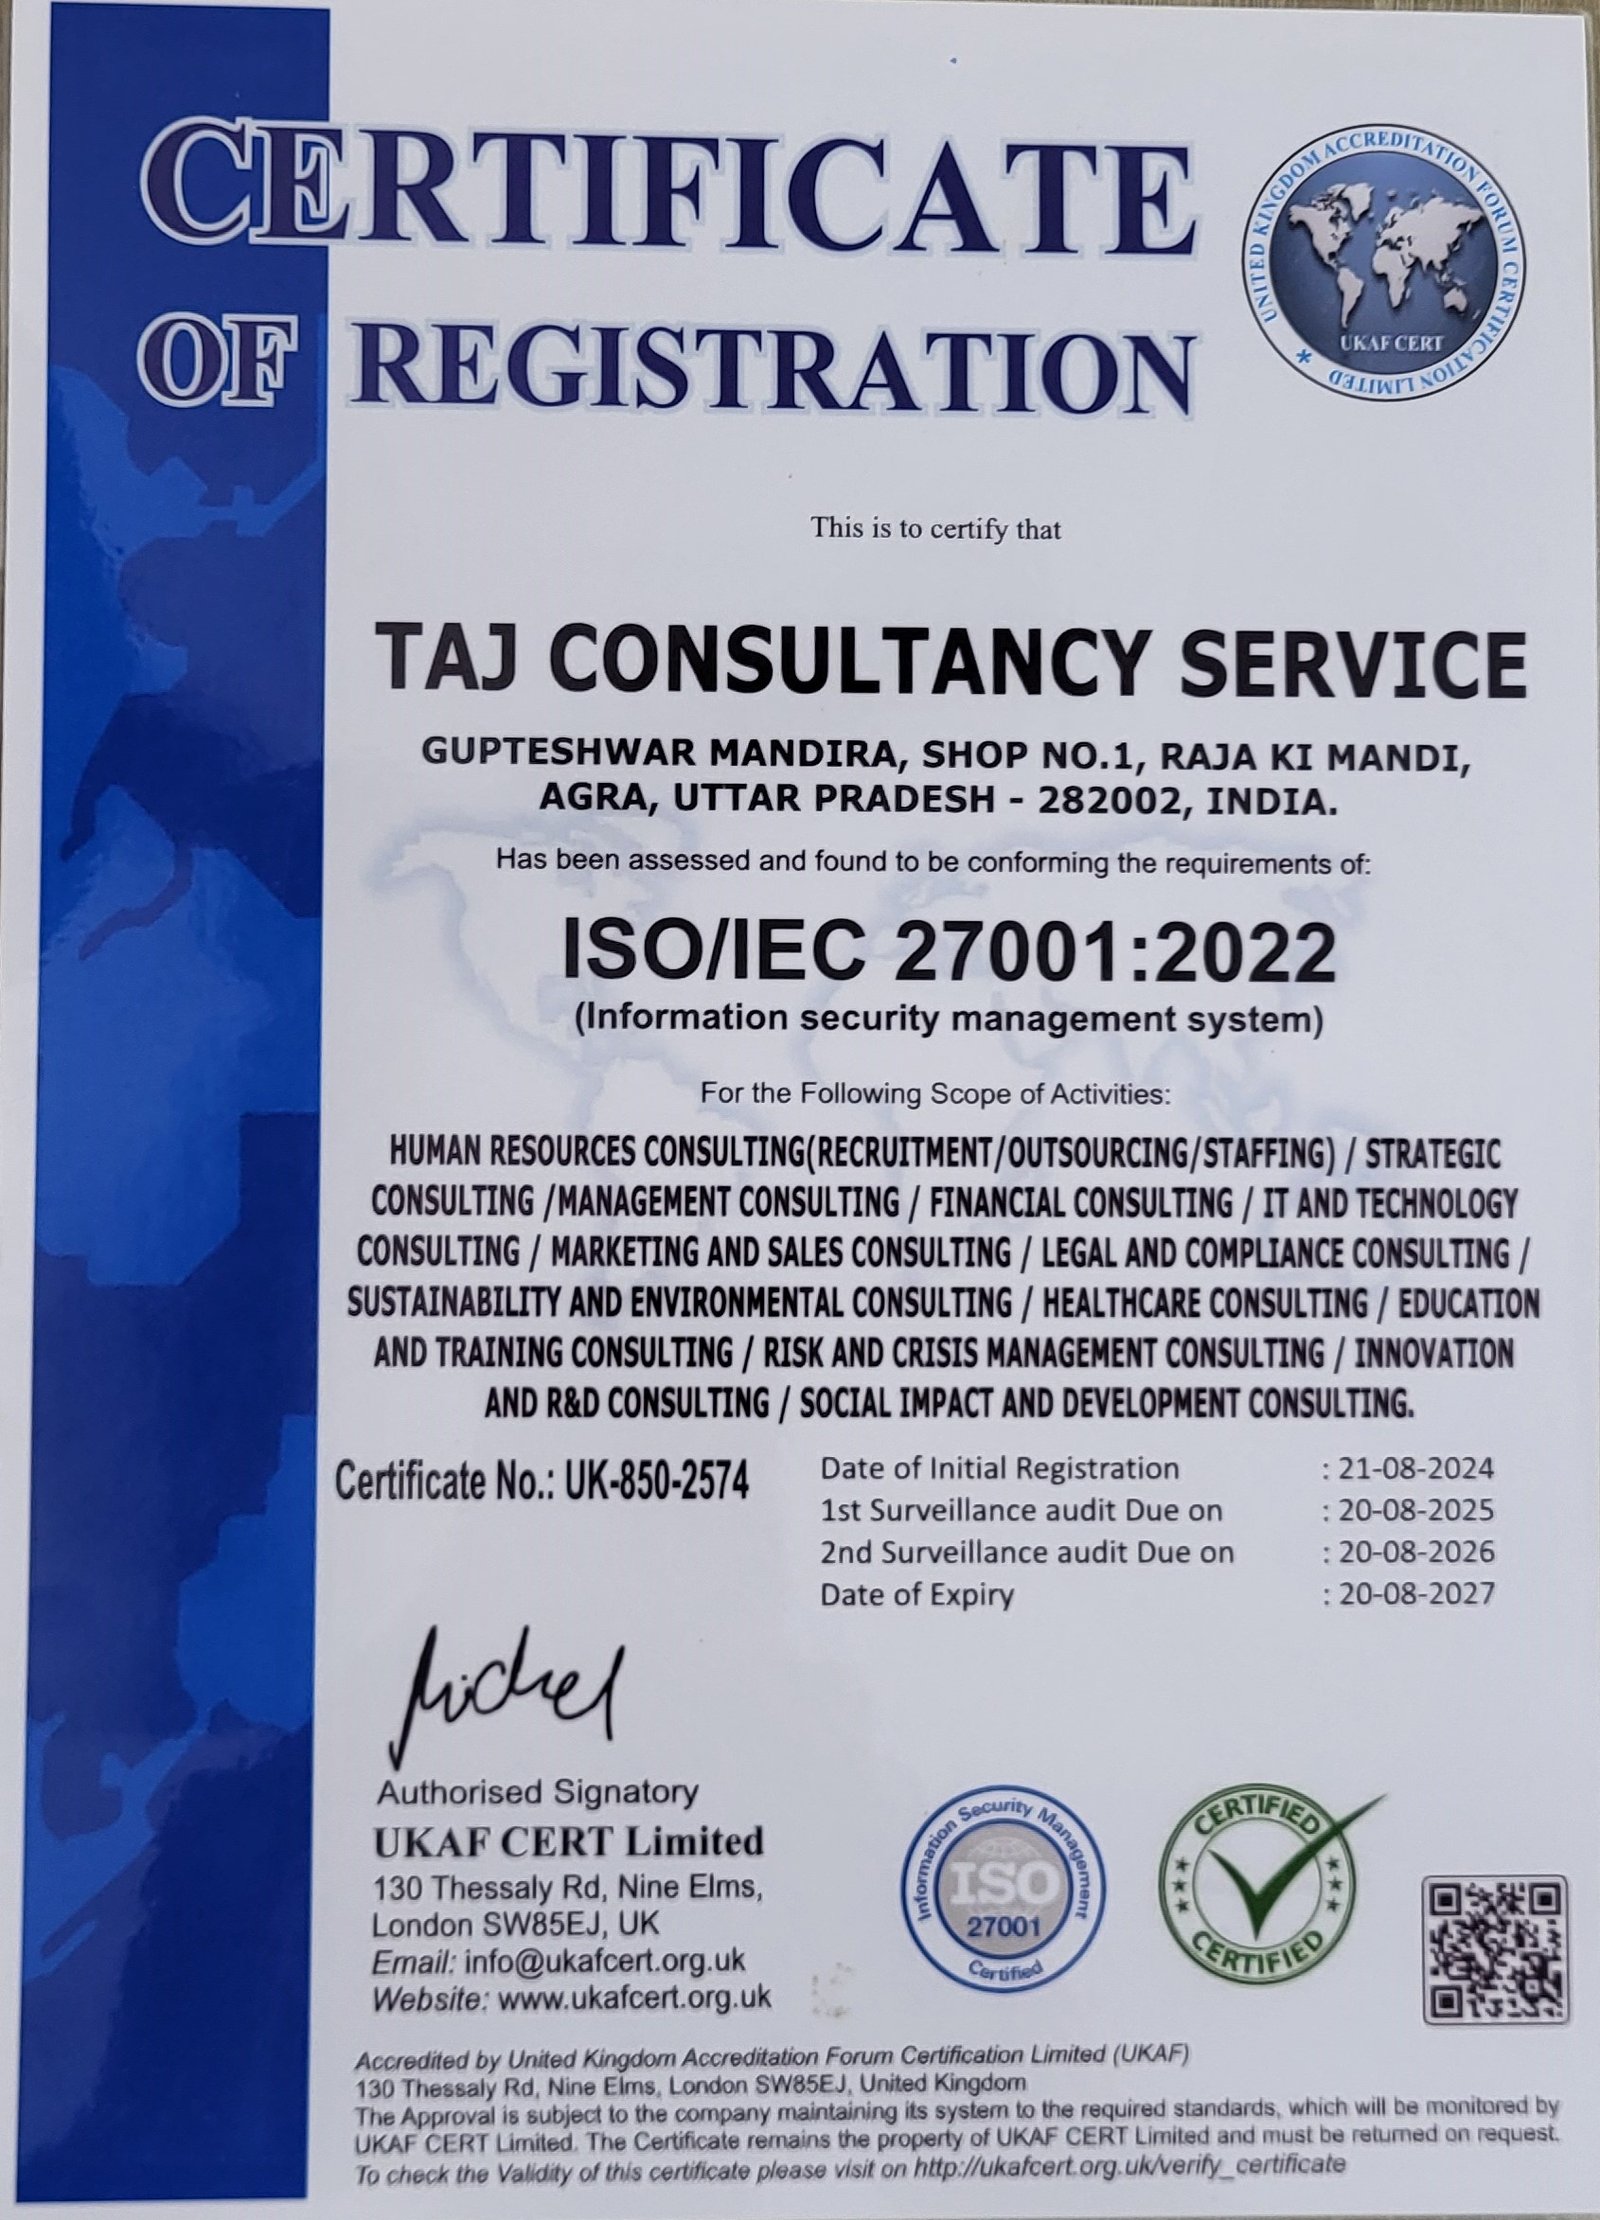 CERTIFICATE
OF REGISTRATION
UNITED KINGDOM ACCREDITATION FORUM CERTIFICATION LIMITED *
UKAF CERT
This is to certify that
TAJ CONSULTANCY SERVICE
GUPTESHWAR MANDIRA, SHOP NO.1, RAJA KI MANDI,
AGRA, UTTAR PRADESH - 282002, INDIA.
Has been assessed and found to be conforming the requirements of:
ISO/IEC 27001:2022
(Information security management system)
For the Following Scope of Activities:
HUMAN RESOURCES CONSULTING(RECRUITMENT/OUTSOURCING/STAFFING) / STRATEGIC
CONSULTING /MANAGEMENT CONSULTING / FINANCIAL CONSULTING / IT AND TECHNOLOGY
CONSULTING / MARKETING AND SALES CONSULTING / LEGAL AND COMPLIANCE CONSULTING /
SUSTAINABILITY AND ENVIRONMENTAL CONSULTING / HEALTHCARE CONSULTING / EDUCATION
AND TRAINING CONSULTING / RISK AND CRISIS MANAGEMENT CONSULTING / INNOVATION
AND R&D CONSULTING / SOCIAL IMPACT AND DEVELOPMENT CONSULTING.
Certificate No.: UK-850-2574
Date of Initial Registration : 21-08-2024
1st Surveillance audit Due on : 20-08-2025
2nd Surveillance audit Due on : 20-08-2026
Date of Expiry : 20-08-2027
Michel
Authorised Signatory
UKAF CERT Limited
130 Thessaly Rd, Nine Elms,
London SW85EJ, UK
Email: info@ukafcert.org.uk
Website: www.ukafcert.org.uk
Information Security Management
ISO
27001
Certified
CERTIFIED
CERTIFIED
Accredited by United Kingdom Accreditation Forum Certification Limited (UKAF)
130 Thessaly Rd, Nine Elms, London SW85EJ, United Kingdom
The Approval is subject to the company maintaining its system to the required standards, which will be monitored by
UKAF CERT Limited. The Certificate remains the property of UKAF CERT Limited and must be returned on request.
To check the Validity of this certificate please visit on http://ukafcert.org.uk/verify_certificate